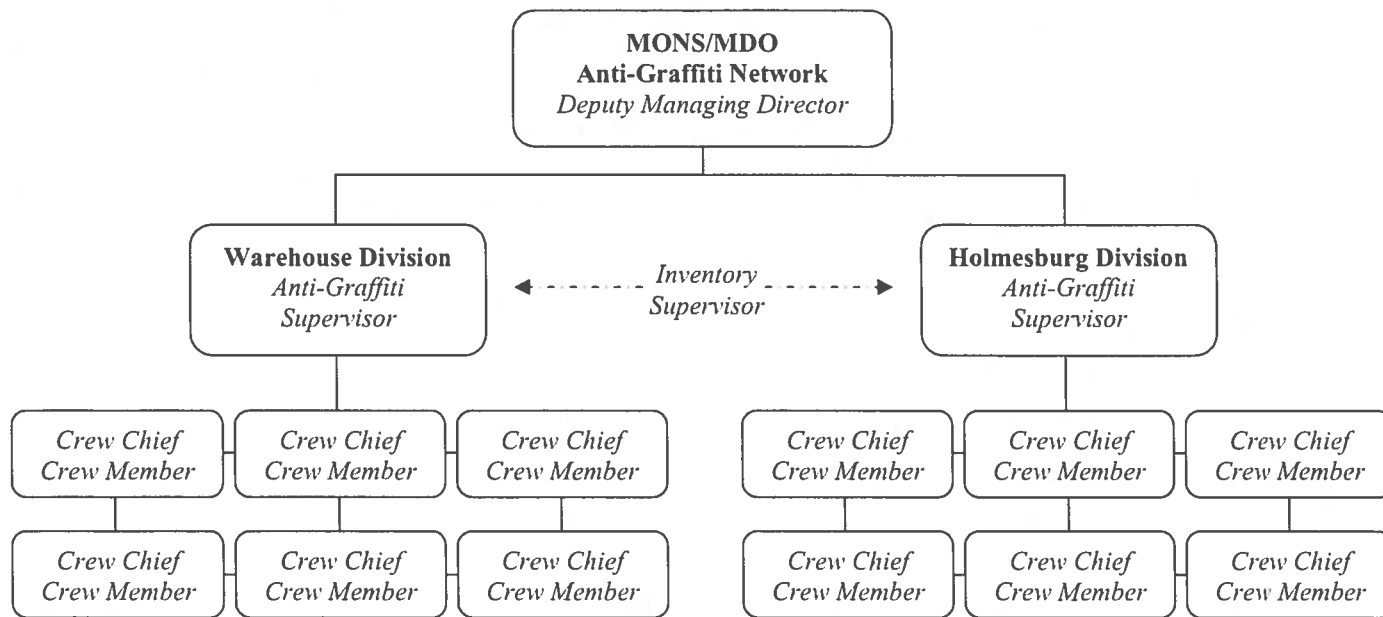 MONS/MDO
Anti-Graffiti Network
Deputy Managing Director
Warehouse Division
Anti-Graffiti
Supervisor
Inventory
Supervisor
Holmesburg Division
Anti-Graffiti
Supervisor
Crew Chief
Crew Member
Crew Chief
Crew Member
Crew Chief
Crew Member
Crew Chief
Crew Member
Crew Chief
Crew Member
Crew Chief
Crew Member
Crew Chief
Crew Member
Crew Chief
Crew Member
Crew Chief
Crew Member
Crew Chief
Crew Member
Crew Chief
Crew Member
Crew Chief
Crew Member